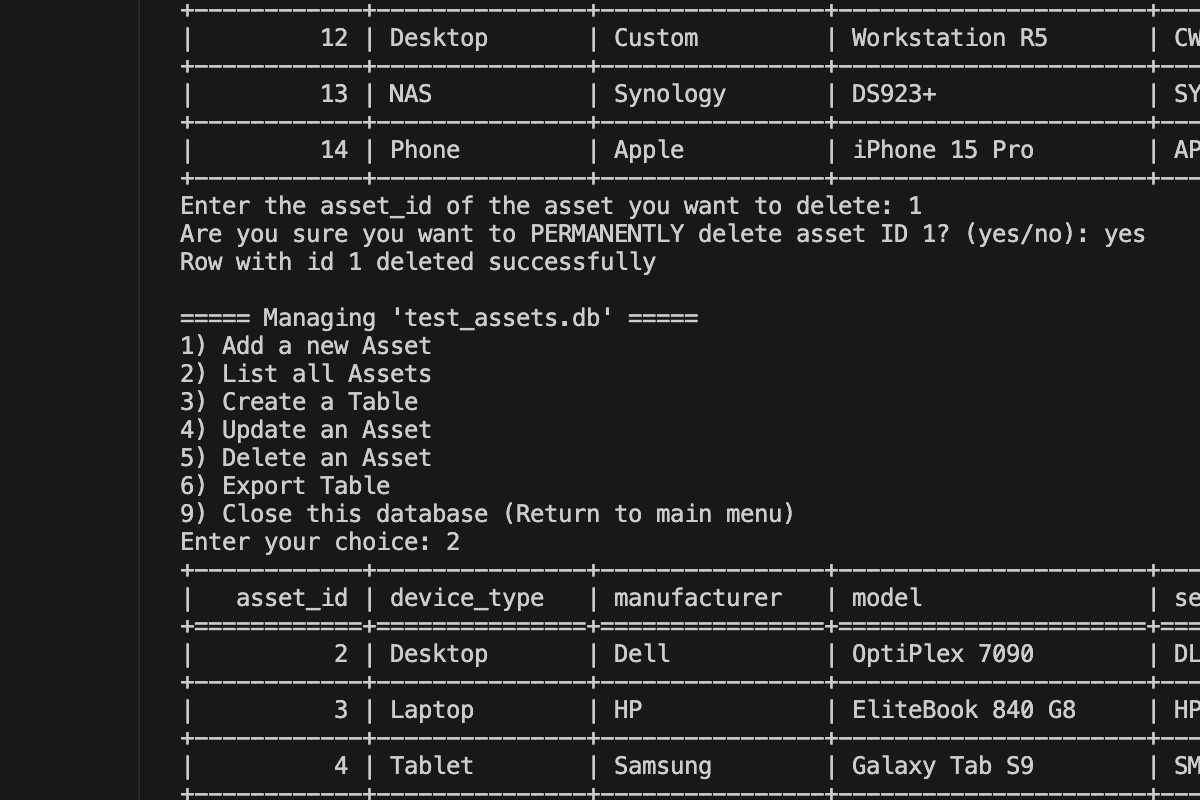 | 12 | Desktop | Custom | Workstation R5 | CW
| 13 | NAS | Synology | DS923+ | SY
| 14 | Phone | Apple | iPhone 15 Pro | AP
Enter the asset_id of the asset you want to delete: 1
Are you sure you want to PERMANENTLY delete asset ID 1? (yes/no): yes
Row with id 1 deleted successfully
===== Managing 'test_assets.db' =====
1) Add a new Asset
2) List all Assets
3) Create a Table
4) Update an Asset
5) Delete an Asset
6) Export Table
9) Close this database (Return to main menu)
Enter your choice: 2
| asset_id | device_type | manufacturer | model | se
| 2 | Desktop | Dell | OptiPlex 7090 | DL
| 3 | Laptop | HP | EliteBook 840 G8 | HP
| 4 | Tablet | Samsung | Galaxy Tab S9 | SM